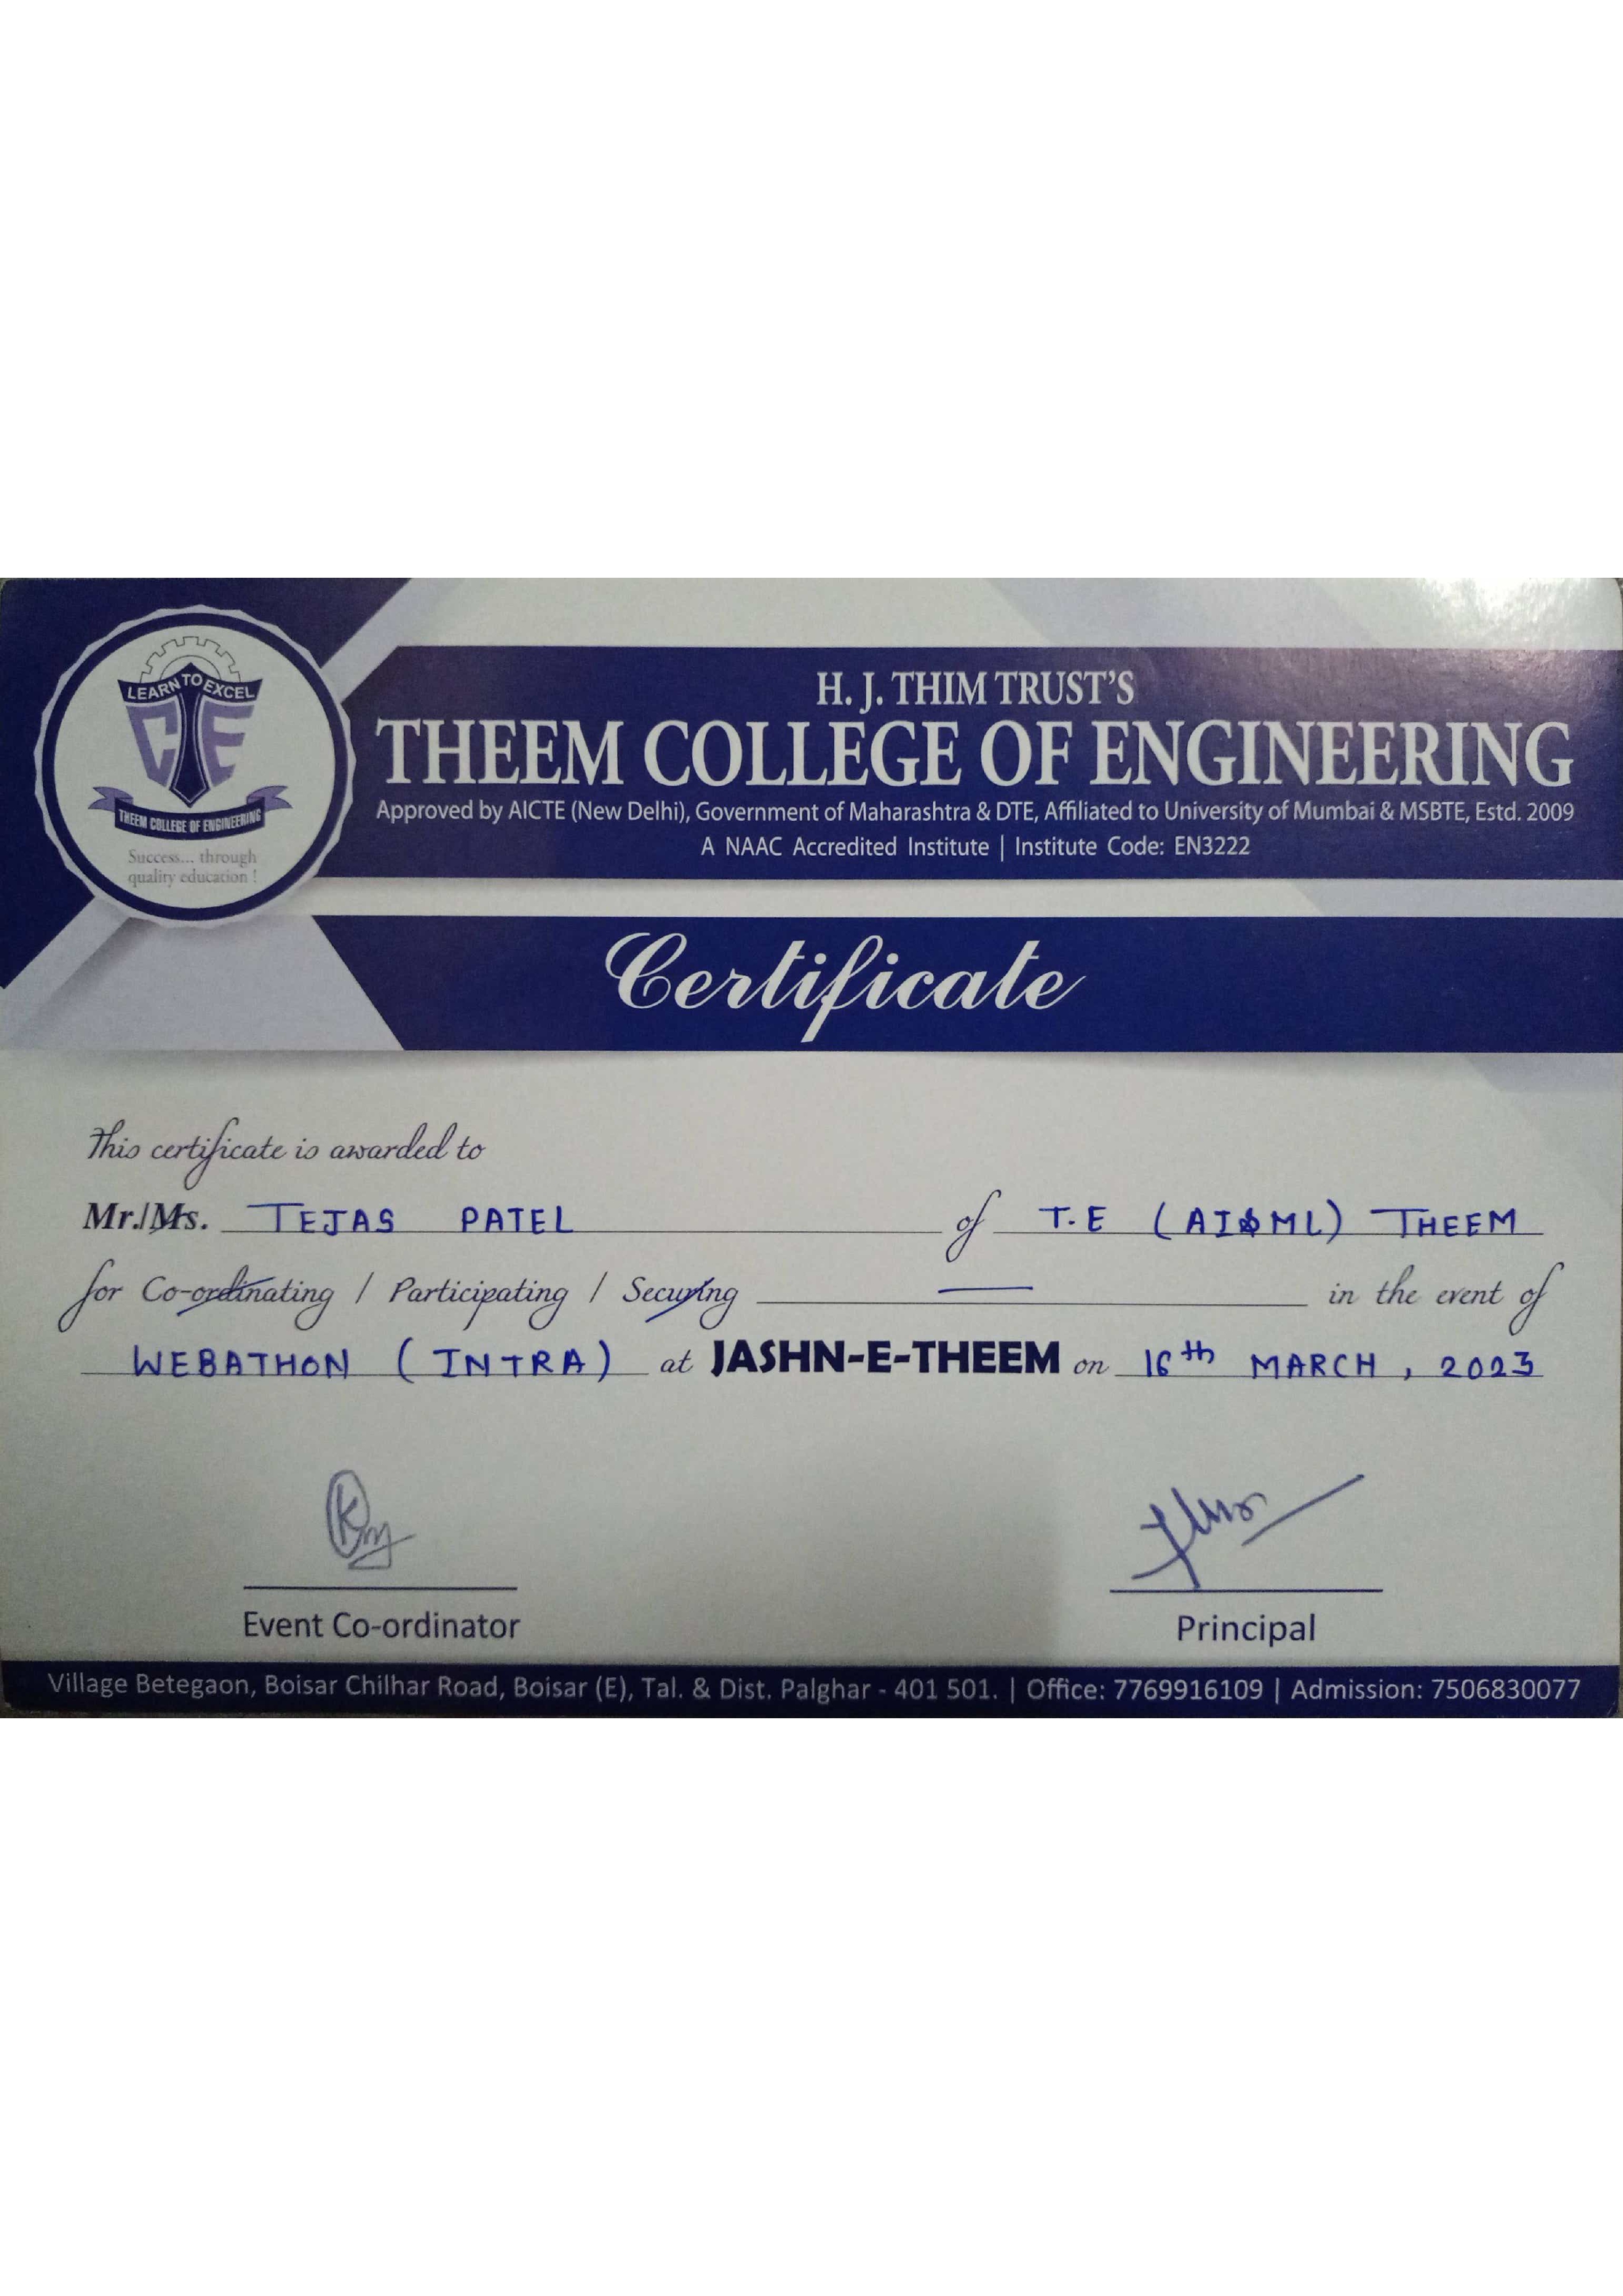 LEARN TO EXCEL
TCE
THEEM COLLEGE OF ENGINEERING
Success... through
quality education !
H. J. THIM TRUST'S
THEEM COLLEGE OF ENGINEERING
Approved by AICTE (New Delhi), Government of Maharashtra & DTE, Affiliated to University of Mumbai & MSBTE, Estd. 2009
A NAAC Accredited Institute | Institute Code: EN3222
Certificate
This certificate is awarded to
Mr./Ms. TEJAS PATEL of T.E (AI&ML) THEEM
for Co-ordinating / Participating / Securing — in the event of
WEBATHON (INTRA) at JASHN-E-THEEM on 16th MARCH, 2023
Event Co-ordinator Principal
Village Betegaon, Boisar Chilhar Road, Boisar (E), Tal. & Dist. Palghar - 401 501. | Office: 7769916109 | Admission: 7506830077